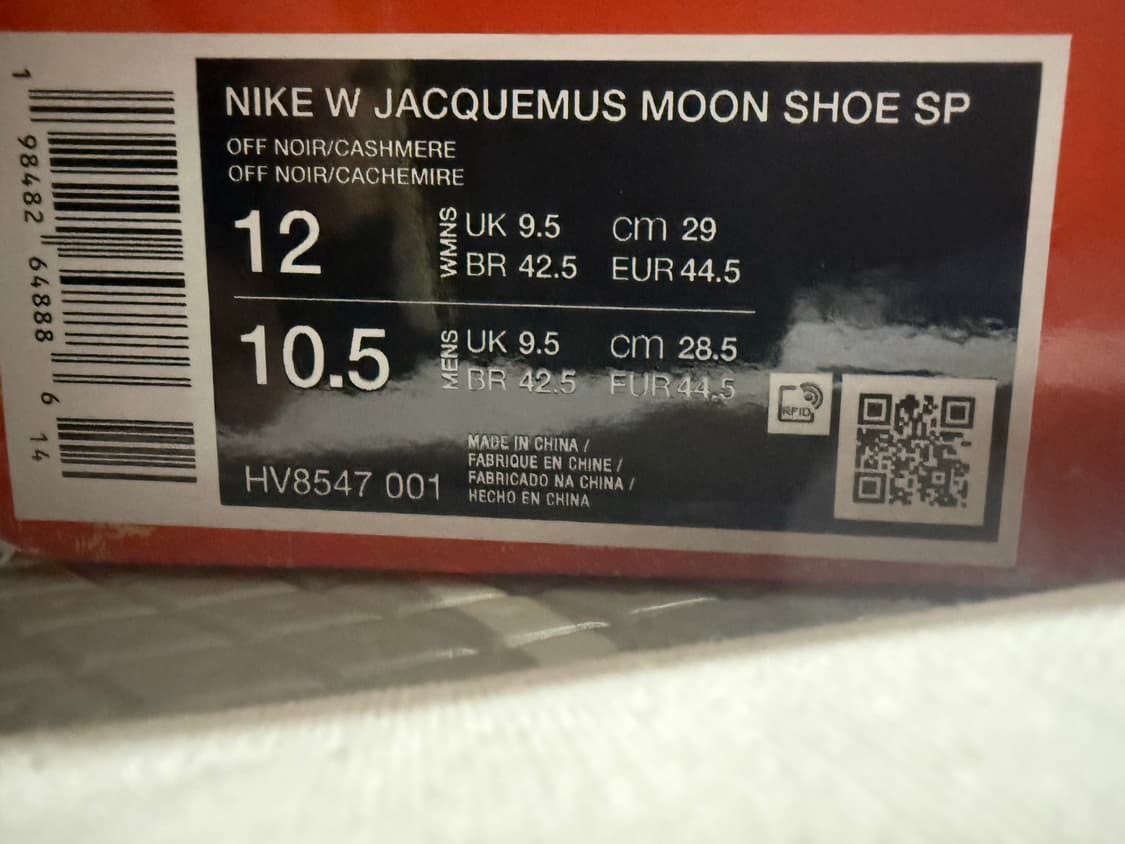 NIKE W JACQUEMUS MOON SHOE SP
OFF NOIR/CASHMERE
OFF NOIR/CACHEMIRE
12
WMNS
UK 9.5 cm 29
BR 42.5 EUR 44.5
10.5
MENS
UK 9.5 cm 28.5
BR 42.5 EUR 44.5
HV8547 001
MADE IN CHINA /
FABRIQUE EN CHINE /
FABRICADO NA CHINA /
HECHO EN CHINA
RFID
1 98482 64888 6 14